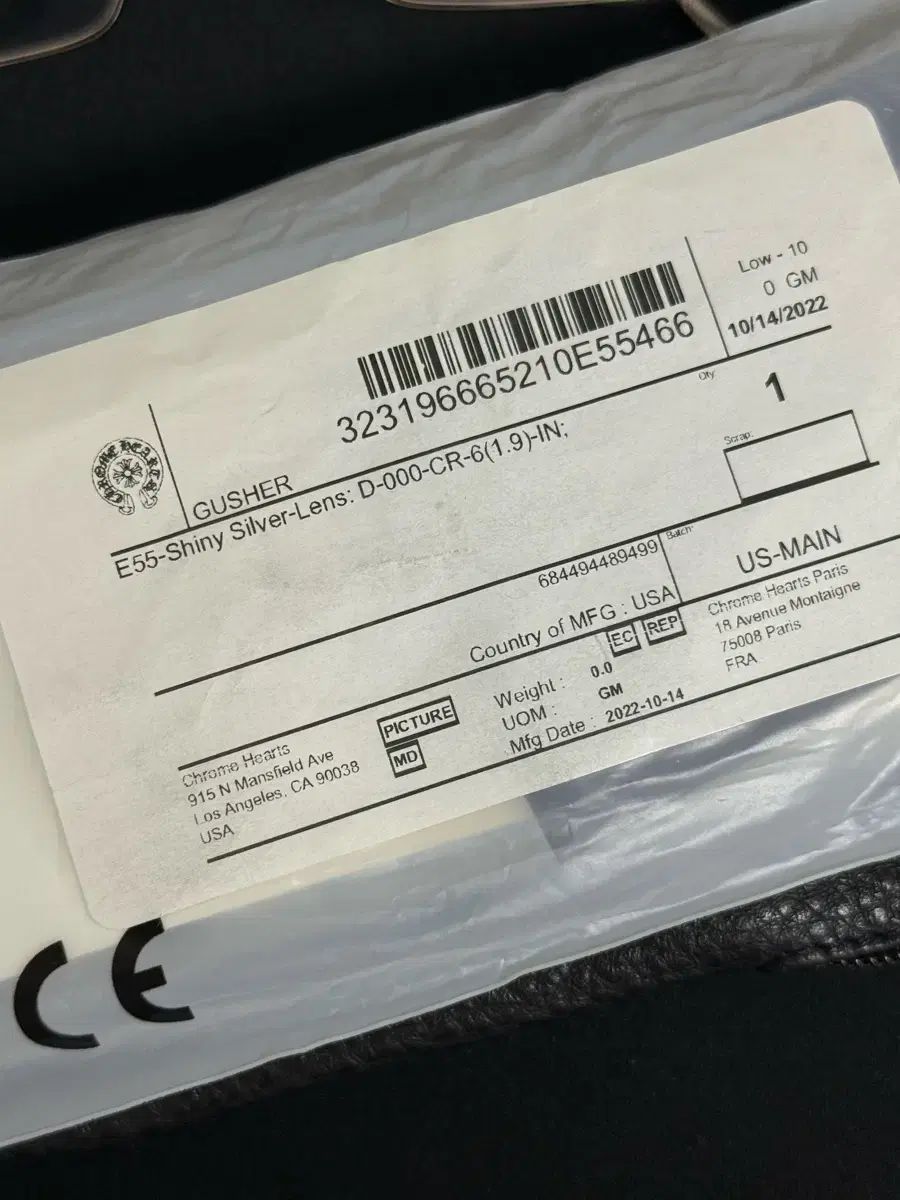 Low - 10
0 GM
10/14/2022
323196665210E55466
CHROME HEARTS
GUSHER
E55-Shiny Silver-Lens: D-000-CR-6(1.9)-IN;
Qty
1
Scrap:
684494489499
Batch:
US-MAIN
Country of MFG : USA
EC REP
Chrome Hearts Paris
18 Avenue Montaigne
75008 Paris
FRA
Weight : 0.0
UOM : GM
Mfg Date : 2022-10-14
PICTURE
MD
Chrome Hearts
915 N Mansfield Ave
Los Angeles, CA 90038
USA
CE